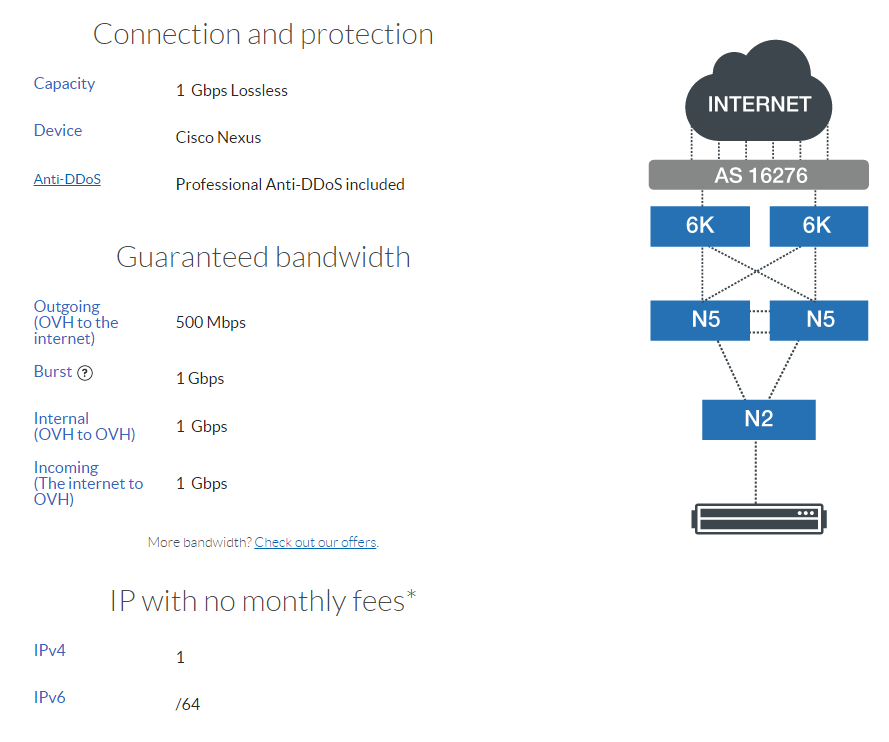 Connection and protection
Capacity
1 Gbps Lossless
Device
Cisco Nexus
Anti-DDoS
Professional Anti-DDoS included
Guaranteed bandwidth
Outgoing
(OVH to the
internet)
500 Mbps
Burst ?
1 Gbps
Internal
(OVH to OVH)
1 Gbps
Incoming
(The internet to
OVH)
1 Gbps
More bandwidth? Check out our offers.
IP with no monthly fees*
IPv4
1
IPv6
/64
INTERNET
AS 16276
6K
6K
N5
N5
N2